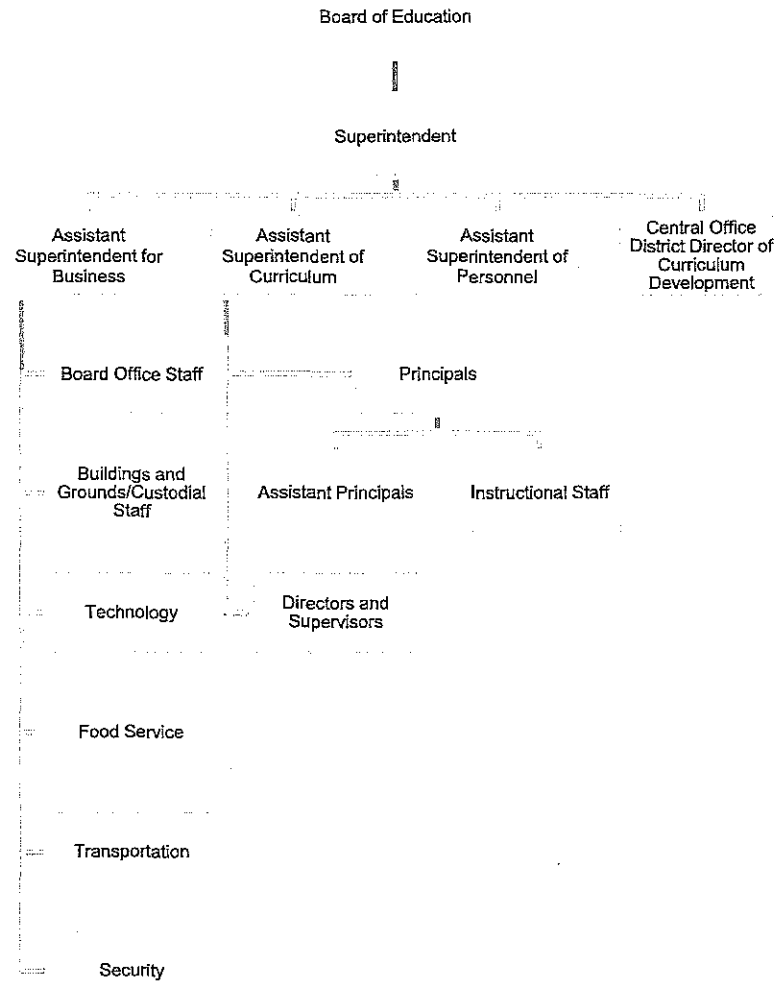 Board of Education
Superintendent
Assistant
Superintendent for
Business
Assistant
Superintendent of
Curriculum
Assistant
Superintendent of
Personnel
Central Office
District Director of
Curriculum
Development
Board Office Staff
Principals
Buildings and
Grounds/Custodial
Staff
Assistant Principals
Instructional Staff
Technology
Directors and
Supervisors
Food Service
Transportation
Security